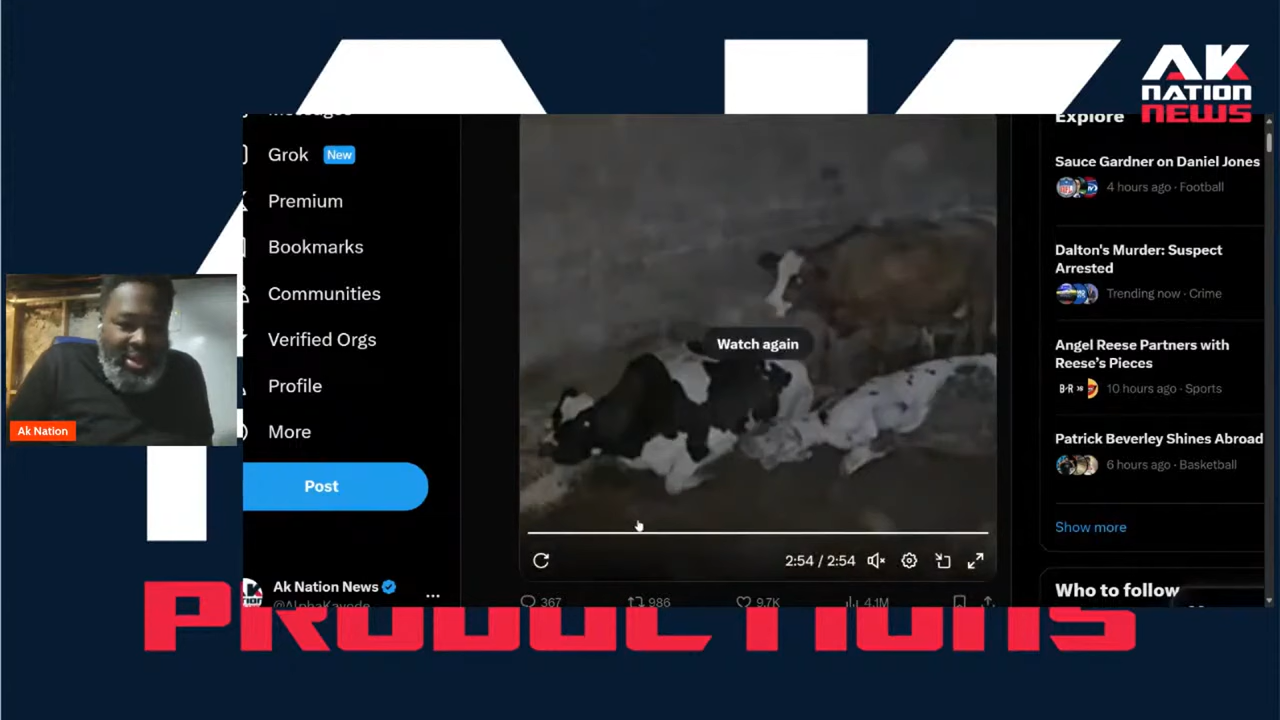 AK
NATION
NEWS
Messages
Grok New
Premium
Bookmarks
Communities
Verified Orgs
Profile
More
Post
Ak Nation News
@AlphaKayode
Watch again
2:54 / 2:54
367
986
9.7K
4.1M
Explore
Sauce Gardner on Daniel Jones
4 hours ago · Football
Dalton's Murder: Suspect
Arrested
Trending now · Crime
Angel Reese Partners with
Reese's Pieces
B/R
10 hours ago · Sports
Patrick Beverley Shines Abroad
6 hours ago · Basketball
Show more
Who to follow
Ak Nation
AK
PRODUCTIONS